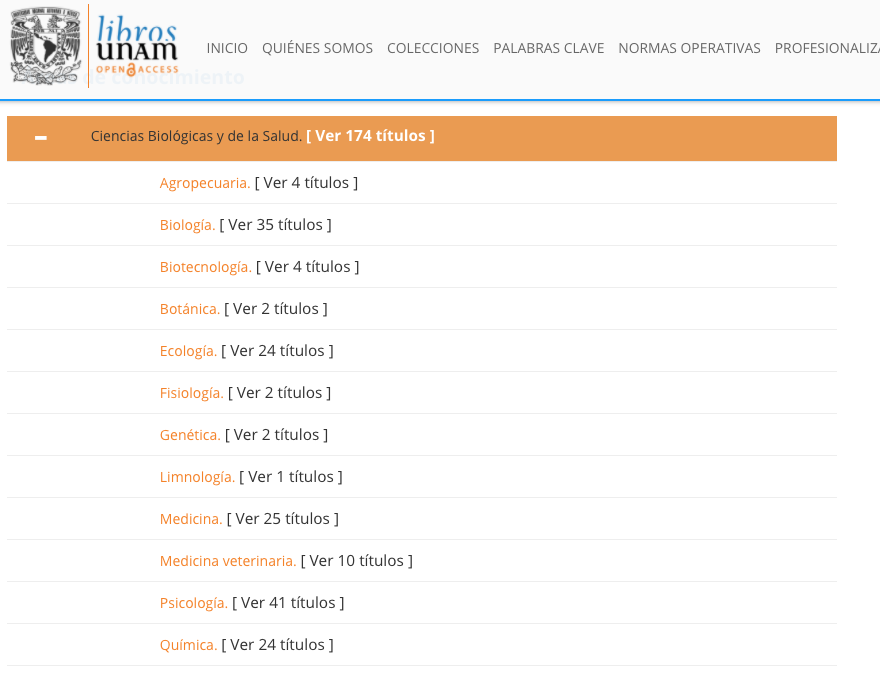 libros
unam
OPEN ACCESS
INICIO QUIÉNES SOMOS COLECCIONES PALABRAS CLAVE NORMAS OPERATIVAS PROFESIONALIZA
de conocimiento
Ciencias Biológicas y de la Salud. [ Ver 174 títulos ]
Agropecuaria. [ Ver 4 títulos ]
Biología. [ Ver 35 títulos ]
Biotecnología. [ Ver 4 títulos ]
Botánica. [ Ver 2 títulos ]
Ecología. [ Ver 24 títulos ]
Fisiología. [ Ver 2 títulos ]
Genética. [ Ver 2 títulos ]
Limnología. [ Ver 1 títulos ]
Medicina. [ Ver 25 títulos ]
Medicina veterinaria. [ Ver 10 títulos ]
Psicología. [ Ver 41 títulos ]
Química. [ Ver 24 títulos ]